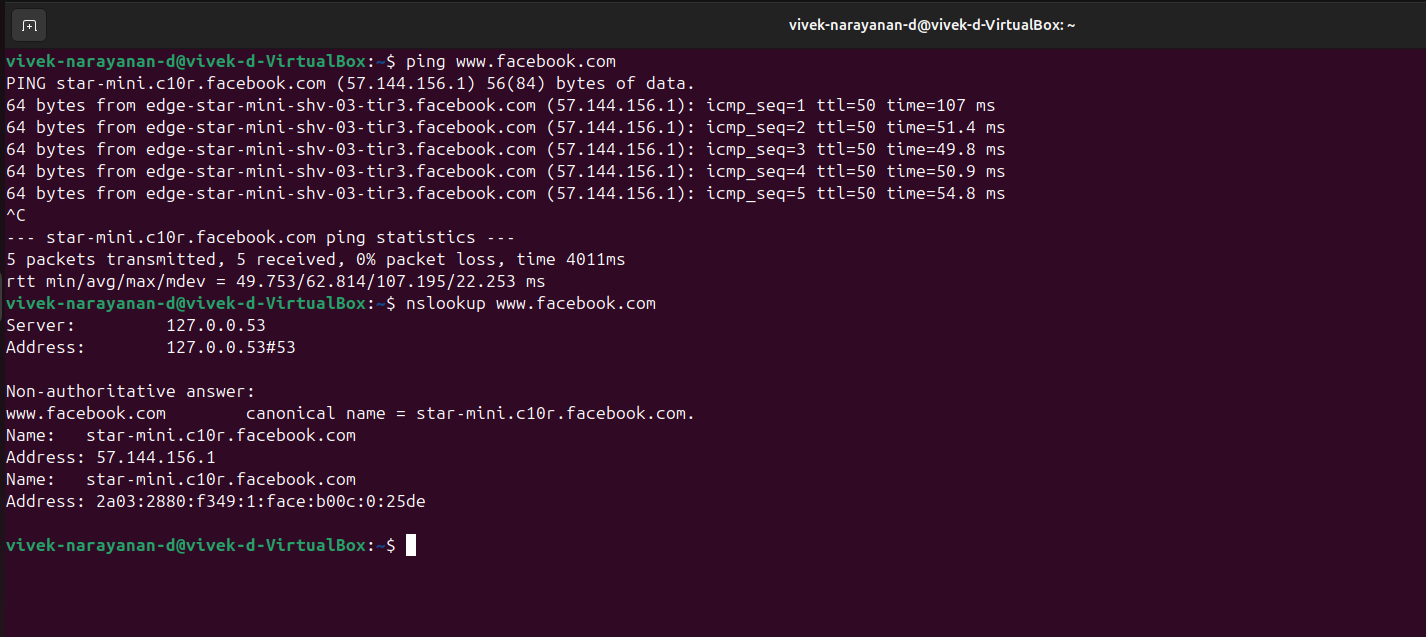 vivek-narayanan-d@vivek-d-VirtualBox: ~
vivek-narayanan-d@vivek-d-VirtualBox:~$ ping www.facebook.com
PING star-mini.c10r.facebook.com (57.144.156.1) 56(84) bytes of data.
64 bytes from edge-star-mini-shv-03-tir3.facebook.com (57.144.156.1): icmp_seq=1 ttl=50 time=107 ms
64 bytes from edge-star-mini-shv-03-tir3.facebook.com (57.144.156.1): icmp_seq=2 ttl=50 time=51.4 ms
64 bytes from edge-star-mini-shv-03-tir3.facebook.com (57.144.156.1): icmp_seq=3 ttl=50 time=49.8 ms
64 bytes from edge-star-mini-shv-03-tir3.facebook.com (57.144.156.1): icmp_seq=4 ttl=50 time=50.9 ms
64 bytes from edge-star-mini-shv-03-tir3.facebook.com (57.144.156.1): icmp_seq=5 ttl=50 time=54.8 ms
^C
--- star-mini.c10r.facebook.com ping statistics ---
5 packets transmitted, 5 received, 0% packet loss, time 4011ms
rtt min/avg/max/mdev = 49.753/62.814/107.195/22.253 ms
vivek-narayanan-d@vivek-d-VirtualBox:~$ nslookup www.facebook.com
Server:         127.0.0.53
Address:        127.0.0.53#53

Non-authoritative answer:
www.facebook.com        canonical name = star-mini.c10r.facebook.com.
Name:   star-mini.c10r.facebook.com
Address: 57.144.156.1
Name:   star-mini.c10r.facebook.com
Address: 2a03:2880:f349:1:face:b00c:0:25de

vivek-narayanan-d@vivek-d-VirtualBox:~$